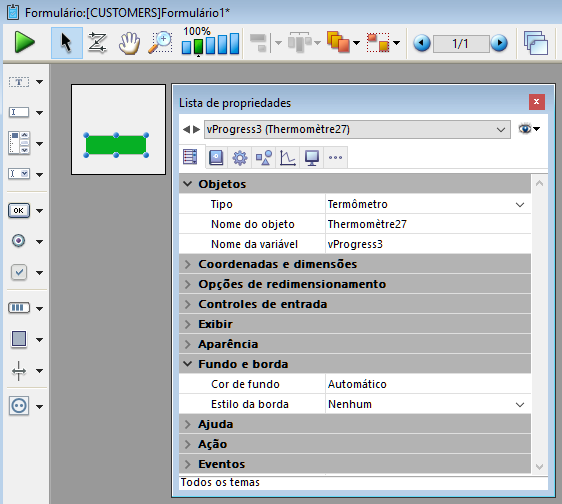 Formulário:[CUSTOMERS]Formulário1*
100%
1/1
T
OK
Lista de propriedades
vProgress3 (Thermomètre27)
Objetos
Tipo Termômetro
Nome do objeto Thermomètre27
Nome da variável vProgress3
Coordenadas e dimensões
Opções de redimensionamento
Controles de entrada
Exibir
Aparência
Fundo e borda
Cor de fundo Automático
Estilo da borda Nenhum
Ajuda
Ação
Eventos
Todos os temas